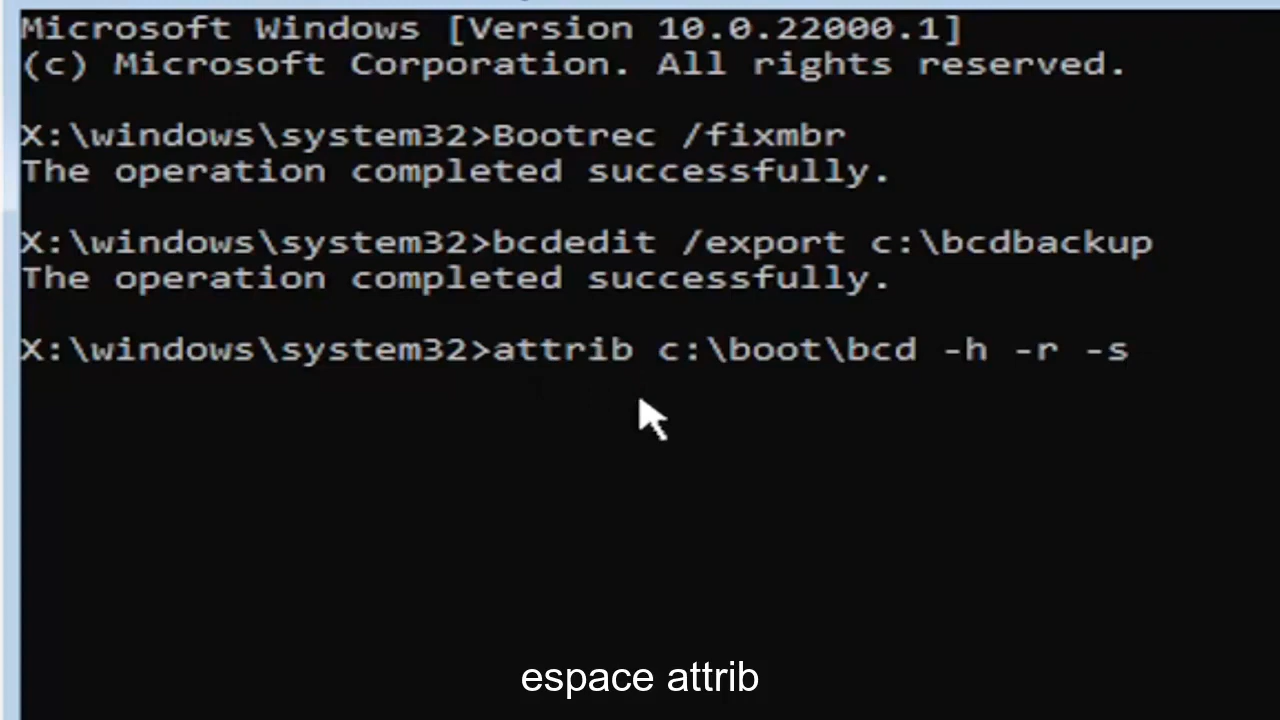 Microsoft Windows [Version 10.0.22000.1]
(c) Microsoft Corporation. All rights reserved.
X:\windows\system32>Bootrec /fixmbr
The operation completed successfully.
X:\windows\system32>bcdedit /export c:\bcdbackup
The operation completed successfully.
X:\windows\system32>attrib c:\boot\bcd -h -r -s
espace attrib